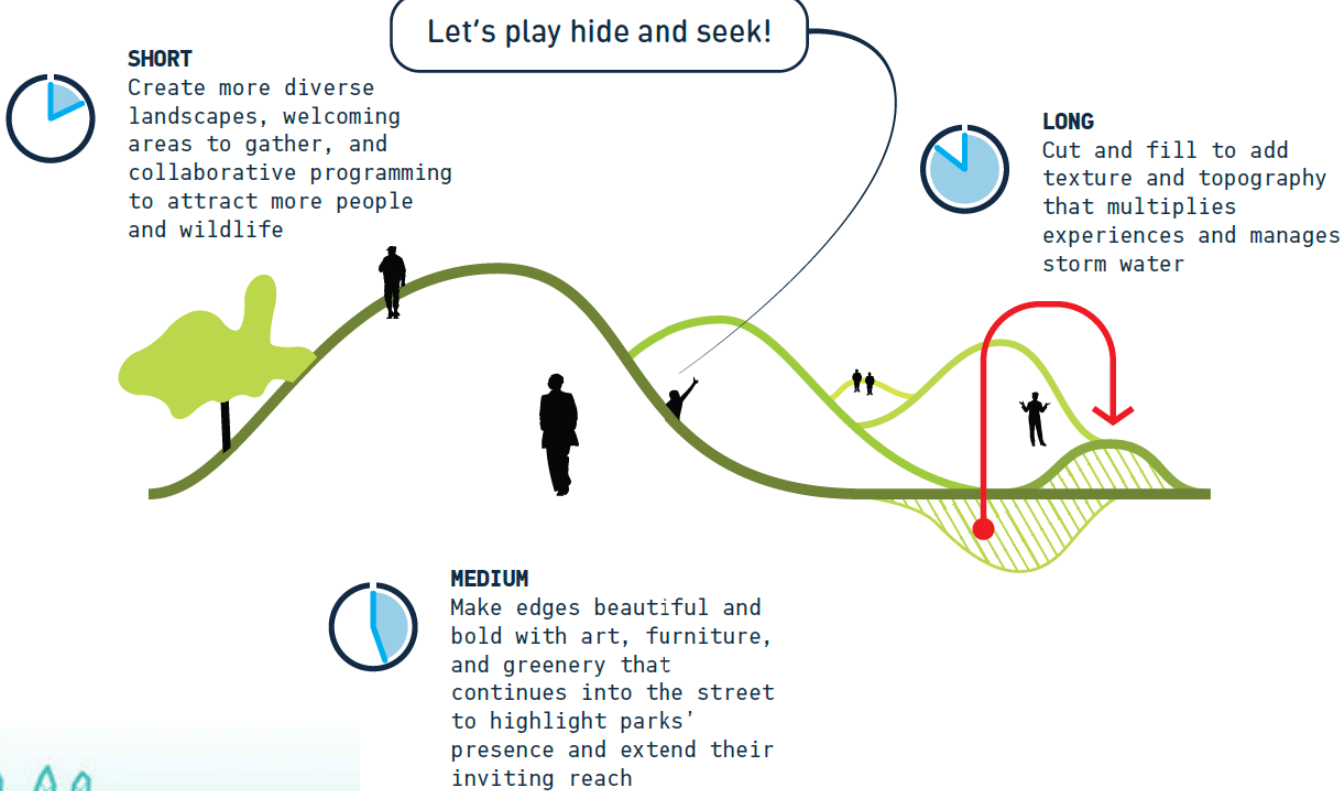 Let's play hide and seek!
SHORT
Create more diverse
landscapes, welcoming
areas to gather, and
collaborative programming
to attract more people
and wildlife
LONG
Cut and fill to add
texture and topography
that multiplies
experiences and manages
storm water
MEDIUM
Make edges beautiful and
bold with art, furniture,
and greenery that
continues into the street
to highlight parks’
presence and extend their
inviting reach